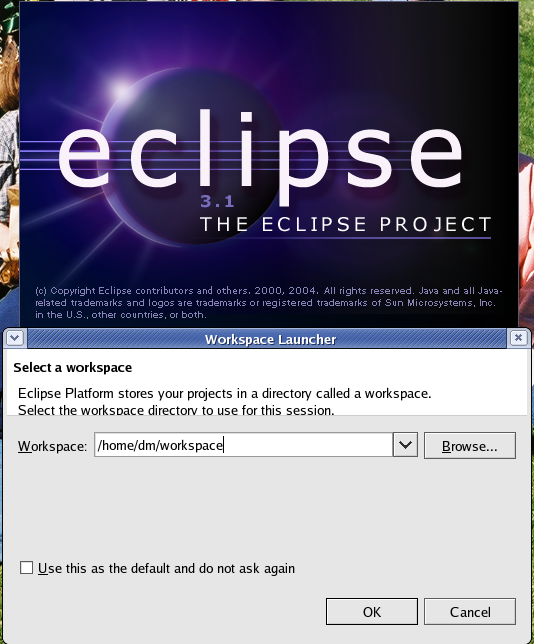 eclipse
3.1
THE ECLIPSE PROJECT
(c) Copyright Eclipse contributors and others. 2000, 2004. All rights reserved. Java and all Java-
related trademarks and logos are trademarks or registered trademarks of Sun Microsystems, Inc.
in the U.S., other countries, or both.
Workspace Launcher
Select a workspace
Eclipse Platform stores your projects in a directory called a workspace.
Select the workspace directory to use for this session.
Workspace: /home/dm/workspace Browse...
Use this as the default and do not ask again
OK Cancel